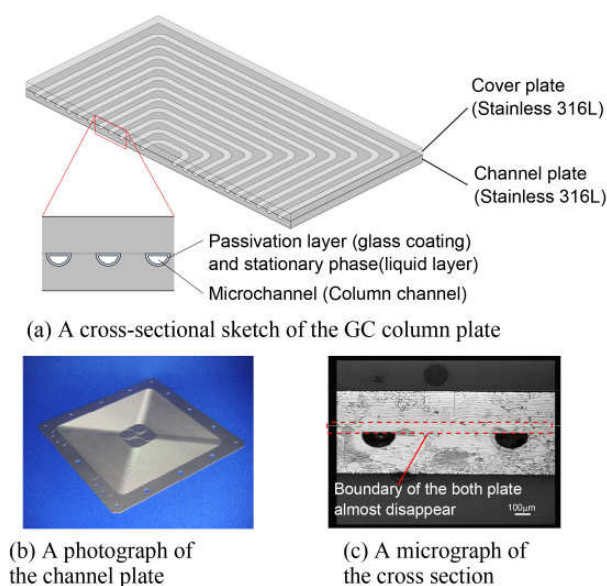 Cover plate
(Stainless 316L)
Channel plate
(Stainless 316L)
Passivation layer (glass coating)
and stationary phase(liquid layer)
Microchannel (Column channel)
(a) A cross-sectional sketch of the GC column plate
Boundary of the both plate
almost disappear
100μm
(b) A photograph of
the channel plate
(c) A micrograph of
the cross section